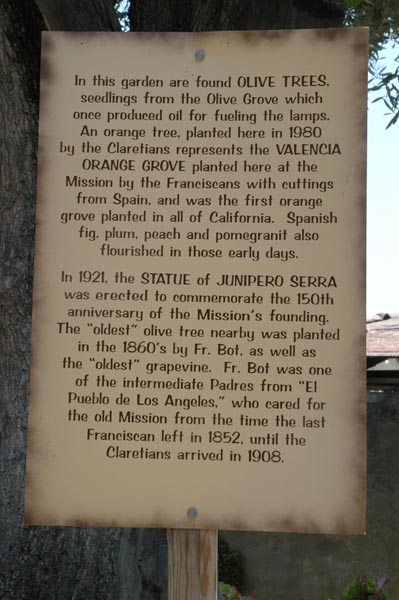 In this garden are found OLIVE TREES,
seedlings from the Olive Grove which
once produced oil for fueling the lamps.
An orange tree, planted here in 1980
by the Claretians represents the VALENCIA
ORANGE GROVE planted here at the
Mission by the Franciscans with cuttings
from Spain, and was the first orange
grove planted in all of California. Spanish
fig, plum, peach and pomegranit also
flourished in those early days.
In 1921, the STATUE of JUNIPERO SERRA
was erected to commemorate the 150th
anniversary of the Mission's founding.
The "oldest" olive tree nearby was planted
in the 1860's by Fr. Bot, as well as
the "oldest" grapevine. Fr. Bot was one
of the intermediate Padres from "El
Pueblo de Los Angeles," who cared for
the old Mission from the time the last
Franciscan left in 1852, until the
Claretians arrived in 1908.